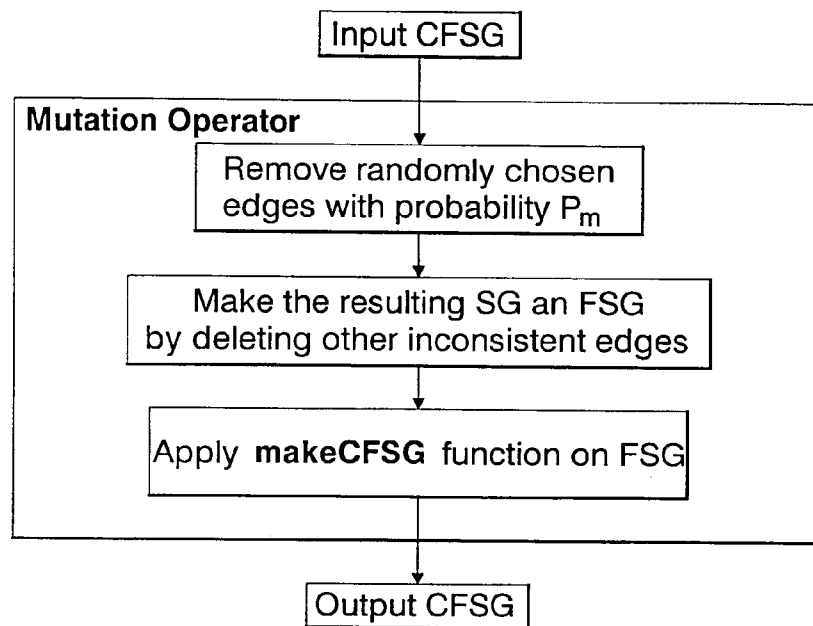 Input CFSG
Mutation Operator
Remove randomly chosen
edges with probability Pm
Make the resulting SG an FSG
by deleting other inconsistent edges
Apply makeCFSG function on FSG
Output CFSG